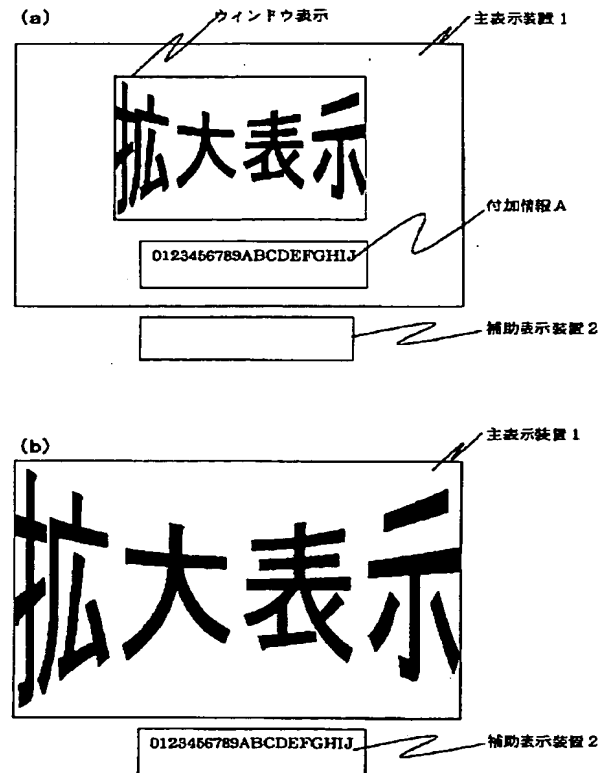 (a)
ウィンドウ表示
主表示装置1
拡大表示
付加情報A
0123456789ABCDEFGHIJ
補助表示装置2
(b)
主表示装置1
拡大表示
0123456789ABCDEFGHIJ
補助表示装置2